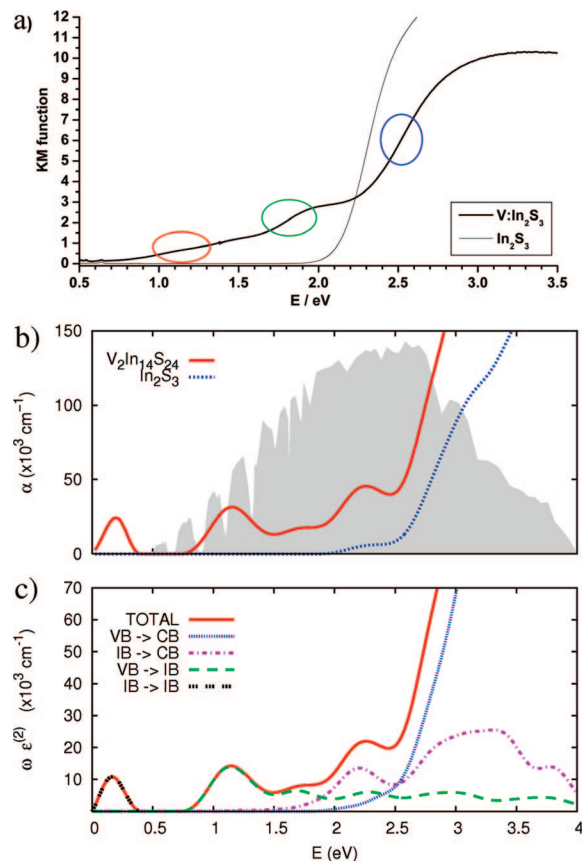 a)
KM function
12
11
10
9
8
7
6
5
4
3
2
1
0
V:In2S3
In2S3
0.5 1.0 1.5 2.0 2.5 3.0 3.5
E / eV
b)
α (x10³ cm⁻¹)
150
100
50
0
V2In14S24
In2S3
c)
ω ε⁽²⁾ (x10³ cm⁻¹)
70
60
50
40
30
20
10
TOTAL
VB -> CB
IB -> CB
VB -> IB
IB -> IB
0 0.5 1 1.5 2 2.5 3 3.5 4
E (eV)